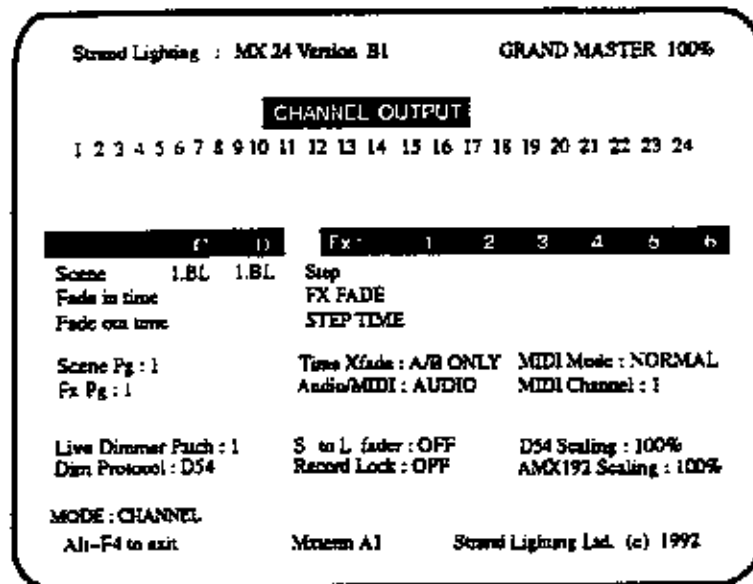 Strand Lighting : MX 24 Version B1 GRAND MASTER 100%
CHANNEL OUTPUT
1 2 3 4 5 6 7 8 9 10 11 12 13 14 15 16 17 18 19 20 21 22 23 24
C D Fx : 1 2 3 4 5 6
Scene 1.BL 1.BL Step
Fade in time FX FADE
Fade out time STEP TIME
Scene Pg : 1 Time Xfade : A/B ONLY MIDI Mode : NORMAL
Fx Pg : 1 Audio/MIDI : AUDIO MIDI Channel : 1
Live Dimmer Patch : 1 S to L fader : OFF D54 Scaling : 100%
Dim Protocol : D54 Record Lock : OFF AMX192 Scaling : 100%
MODE : CHANNEL
Alt-F4 to exit A1 Strand Lighting Ltd. (c) 1992